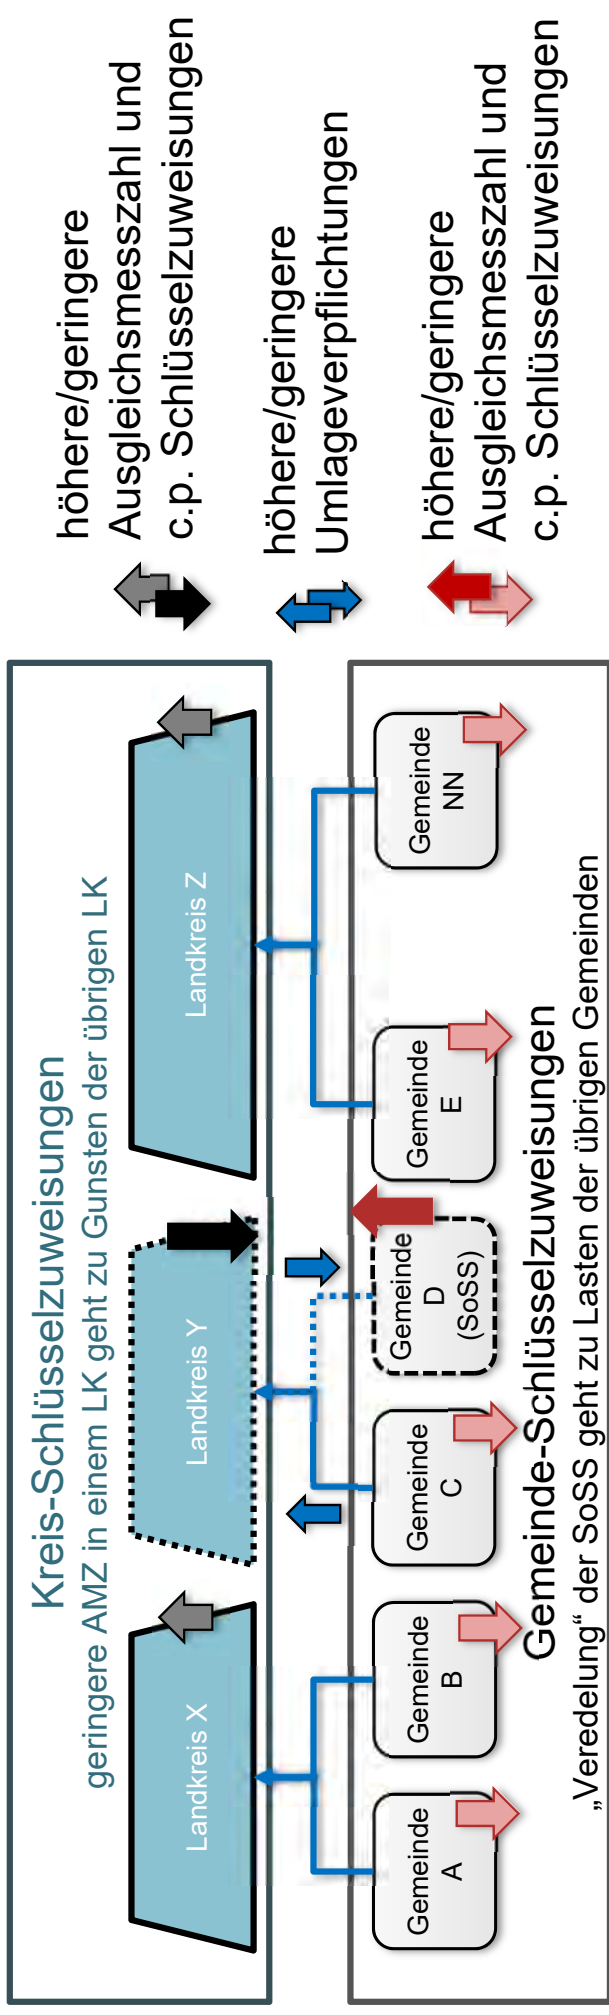 Kreis-Schlüsselzuweisungen
geringere AMZ in einem LK geht zu Gunsten der übrigen LK
Landkreis X
Landkreis Y
Landkreis Z
Gemeinde
A
Gemeinde
B
Gemeinde
C
Gemeinde
D
(SoSS)
Gemeinde
E
Gemeinde
NN
Gemeinde-Schlüsselzuweisungen
„Veredelung“ der SoSS geht zu Lasten der übrigen Gemeinden
höhere/geringere
Ausgleichsmesszahl und
c.p. Schlüsselzuweisungen
höhere/geringere
Umlageverpflichtungen
höhere/geringere
Ausgleichsmesszahl und
c.p. Schlüsselzuweisungen